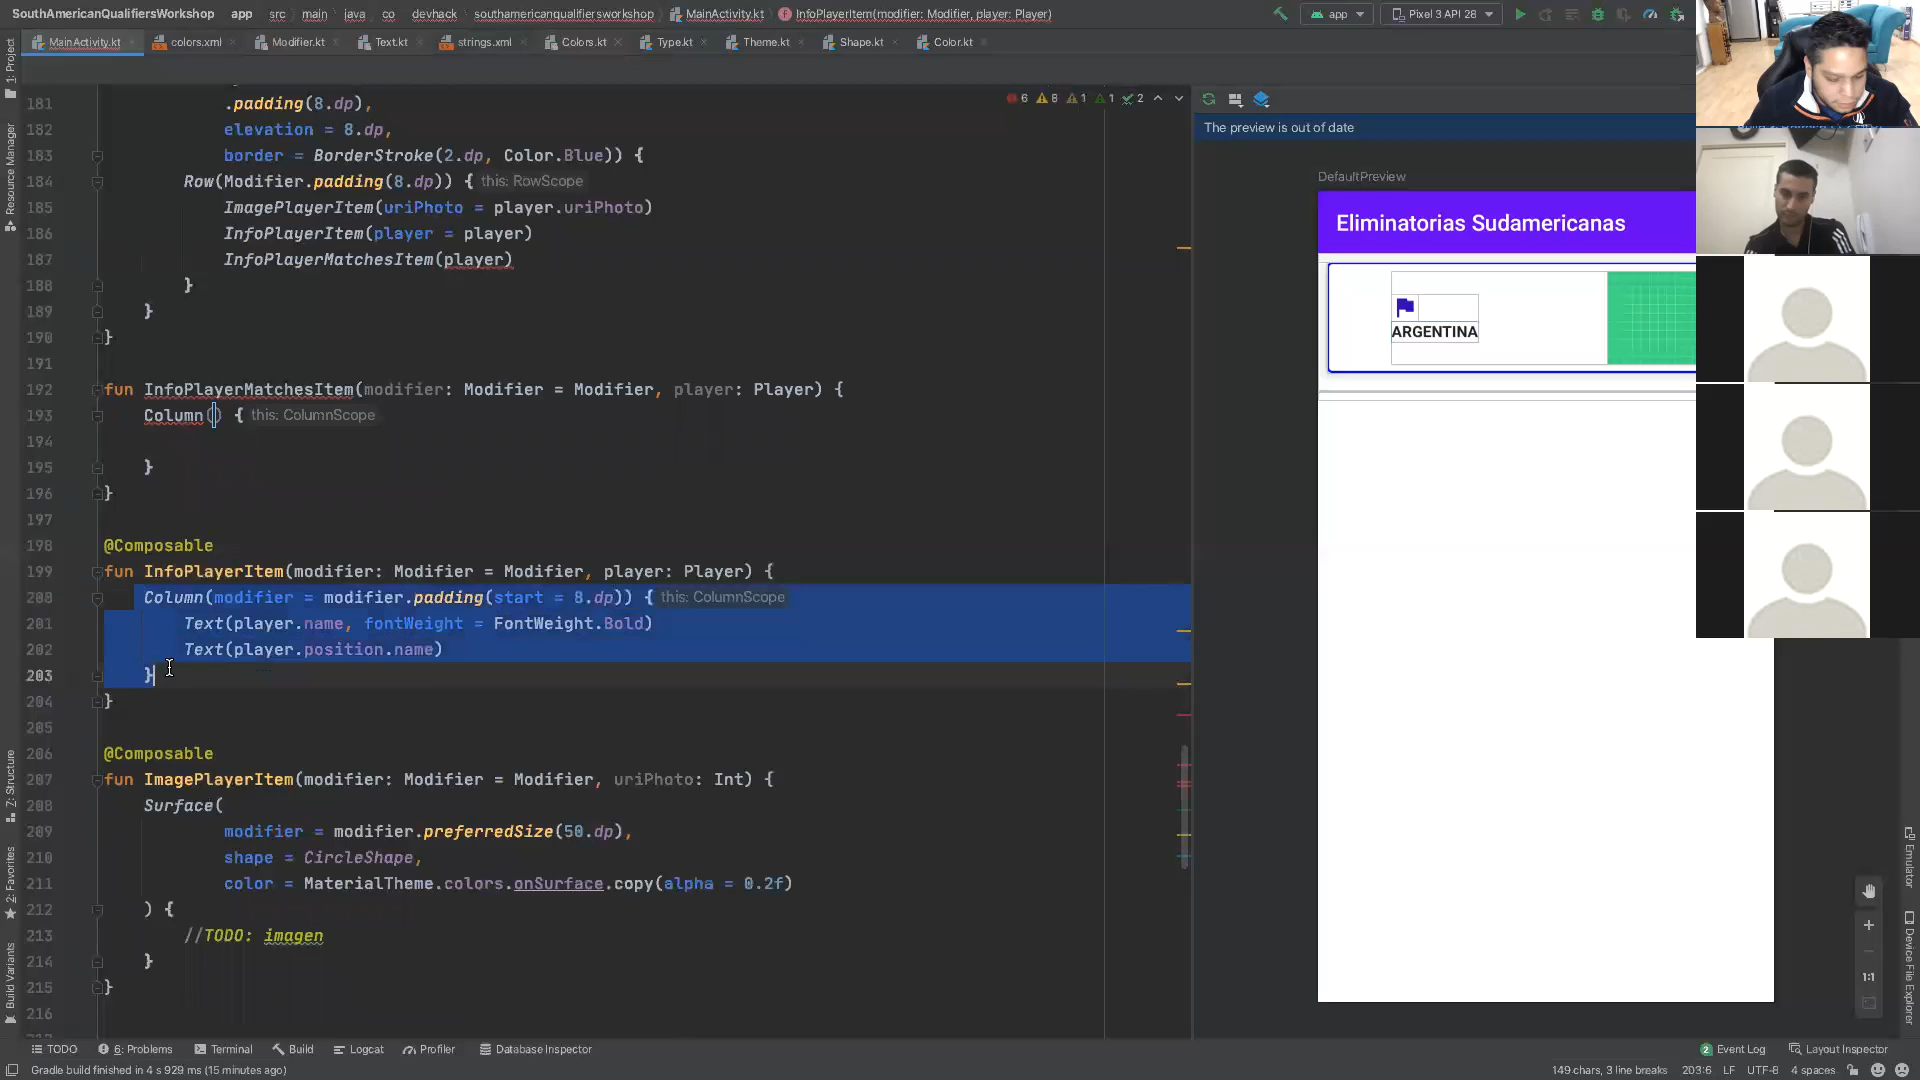 SouthAmericanQualifiersWorkshop app src main java co devhack southamericanqualifiersworkshop MainActivity.kt InfoPlayerItem(modifier: Modifier, player: Player) app Pixel 3 API 28
MainActivity.kt colors.xml Modifier.kt Text.kt strings.xml Colors.kt Type.kt Theme.kt Shape.kt Color.kt
1: Project
Resource Manager
Z: Structure
2: Favorites
Build Variants
6 8 1 1 2
181 .padding(8.dp),
182 elevation = 8.dp,
183 border = BorderStroke(2.dp, Color.Blue)) {
184 Row(Modifier.padding(8.dp)) { this: RowScope
185 ImagePlayerItem(uriPhoto = player.uriPhoto)
186 InfoPlayerItem(player = player)
187 InfoPlayerMatchesItem(player)
188 }
189 }
190 }
191
192 fun InfoPlayerMatchesItem(modifier: Modifier = Modifier, player: Player) {
193 Column() { this: ColumnScope
194
195 }
196 }
197
198 @Composable
199 fun InfoPlayerItem(modifier: Modifier = Modifier, player: Player) {
200 Column(modifier = modifier.padding(start = 8.dp)) { this: ColumnScope
201 Text(player.name, fontWeight = FontWeight.Bold)
202 Text(player.position.name)
203 }
204 }
205
206 @Composable
207 fun ImagePlayerItem(modifier: Modifier = Modifier, uriPhoto: Int) {
208 Surface(
209 modifier = modifier.preferredSize(50.dp),
210 shape = CircleShape,
211 color = MaterialTheme.colors.onSurface.copy(alpha = 0.2f)
212 ) {
213 //TODO: imagen
214 }
215 }
216
The preview is out of date
DefaultPreview
Eliminatorias Sudamericanas
ARGENTINA
1:1
Emulator
Device File Explorer
TODO 6: Problems Terminal Build Logcat Profiler Database Inspector 2 Event Log Layout Inspector
Gradle build finished in 4 s 929 ms (15 minutes ago) 149 chars, 3 line breaks 203:6 LF UTF-8 4 spaces